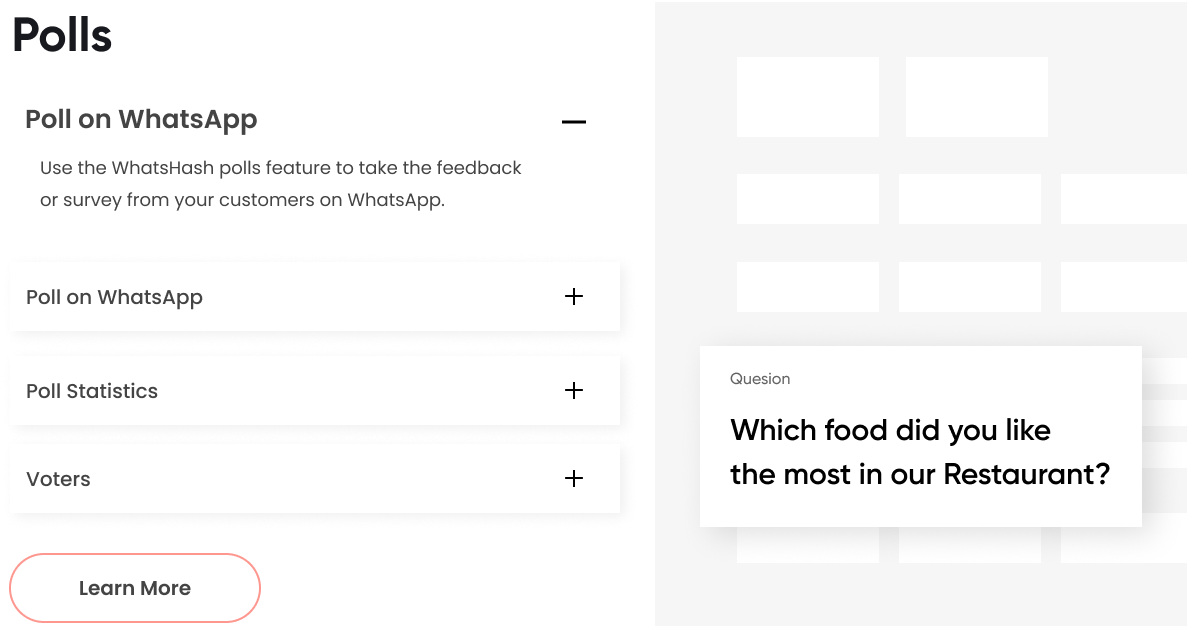 Polls
Poll on WhatsApp
Use the WhatsHash polls feature to take the feedback
or survey from your customers on WhatsApp.
Poll on WhatsApp
Poll Statistics
Voters
Learn More
Quesion
Which food did you like
the most in our Restaurant?